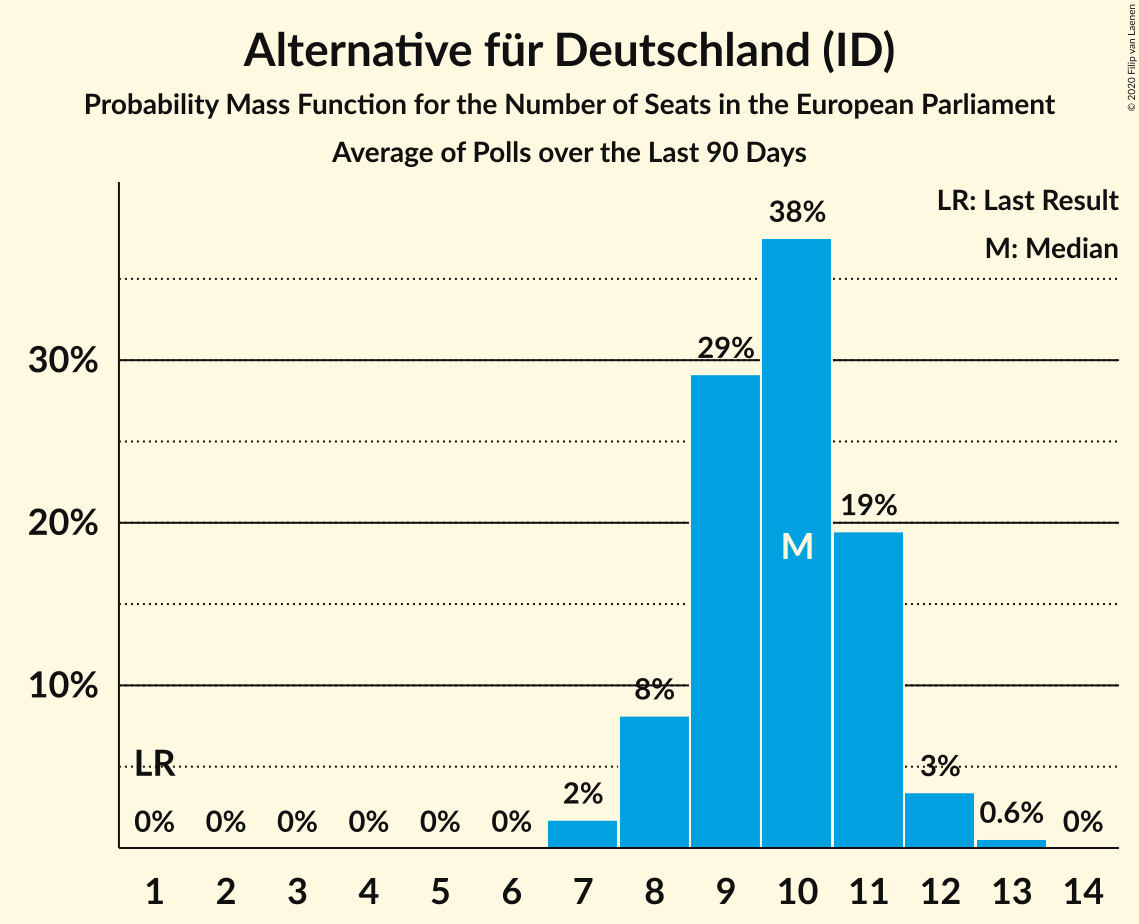 Alternative für Deutschland (ID)
Probability Mass Function for the Number of Seats in the European Parliament
Average of Polls over the Last 90 Days
© 2020 Filip van Laenen
LR: Last Result
M: Median
38%
30%
29%
20%
19%
M
10%
8%
LR
3%
2%
0.6%
0% 0% 0% 0% 0% 0% 0%
1 2 3 4 5 6 7 8 9 10 11 12 13 14